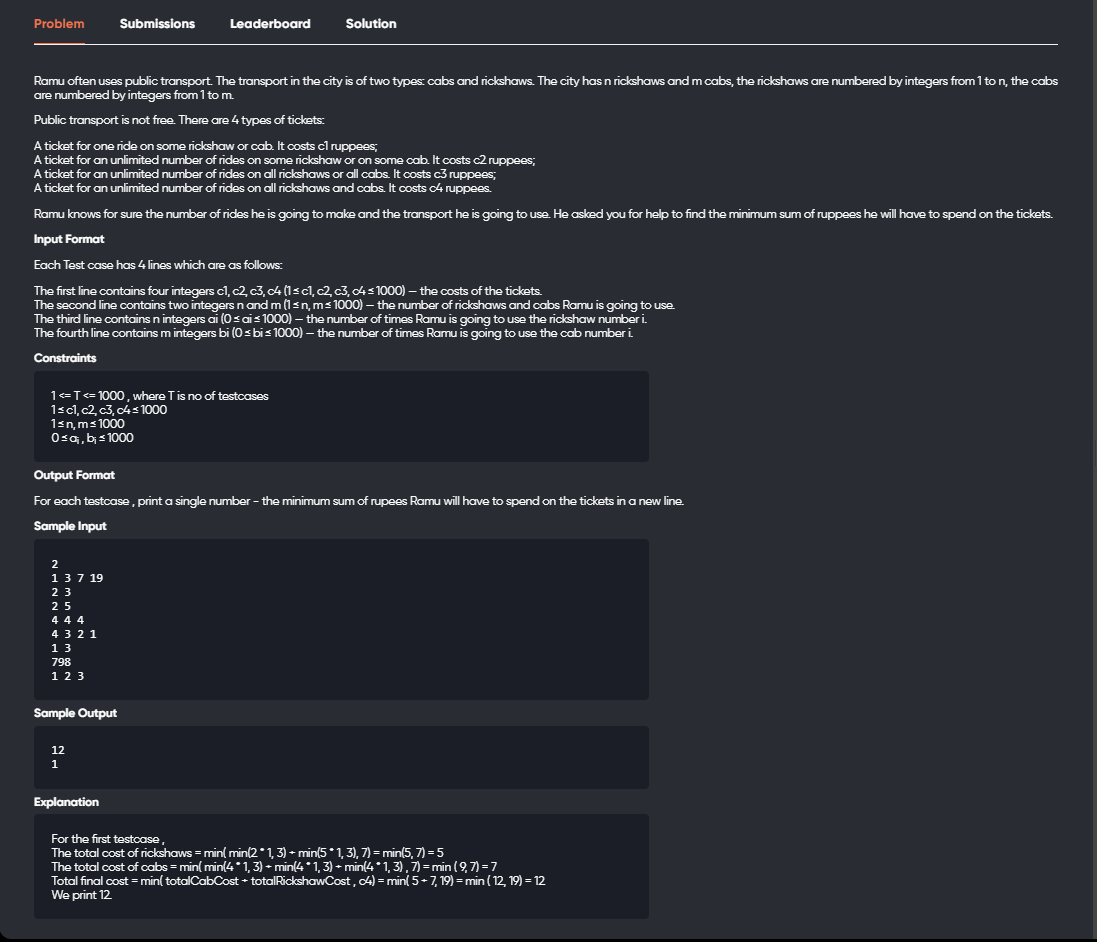 Problem Submissions Leaderboard Solution
Ramu often uses public transport. The transport in the city is of two types: cabs and rickshaws. The city has n rickshaws and m cabs, the rickshaws are numbered by integers from 1 to n, the cabs
are numbered by integers from 1 to m.
Public transport is not free. There are 4 types of tickets:
A ticket for one ride on some rickshaw or cab. It costs c1 ruppees;
A ticket for an unlimited number of rides on some rickshaw or on some cab. It costs c2 ruppees;
A ticket for an unlimited number of rides on all rickshaws or all cabs. It costs c3 ruppees;
A ticket for an unlimited number of rides on all rickshaws and cabs. It costs c4 ruppees.
Ramu knows for sure the number of rides he is going to make and the transport he is going to use. He asked you for help to find the minimum sum of ruppees he will have to spend on the tickets.
Input Format
Each Test case has 4 lines which are as follows:
The first line contains four integers c1, c2, c3, c4 (1 ≤ c1, c2, c3, c4 ≤ 1000) — the costs of the tickets.
The second line contains two integers n and m (1 ≤ n, m ≤ 1000) — the number of rickshaws and cabs Ramu is going to use.
The third line contains n integers ai (0 ≤ ai ≤ 1000) — the number of times Ramu is going to use the rickshaw number i.
The fourth line contains m integers bi (0 ≤ bi ≤ 1000) — the number of times Ramu is going to use the cab number i.
Constraints
1 <= T <= 1000 , where T is no of testcases
1 ≤ c1, c2, c3, c4 ≤ 1000
1 ≤ n, m ≤ 1000
0 ≤ ai , bi ≤ 1000
Output Format
For each testcase , print a single number - the minimum sum of rupees Ramu will have to spend on the tickets in a new line.
Sample Input
2
1 3 7 19
2 3
2 5
4 4 4
4 3 2 1
1 3
798
1 2 3
Sample Output
12
1
Explanation
For the first testcase ,
The total cost of rickshaws = min( min(2 * 1, 3) + min(5 * 1, 3), 7) = min(5, 7) = 5
The total cost of cabs = min( min(4 * 1, 3) + min(4 * 1, 3) + min(4 * 1, 3) , 7) = min ( 9, 7) = 7
Total final cost = min( totalCabCost + totalRickshawCost , c4) = min( 5 + 7, 19) = min ( 12, 19) = 12
We print 12.